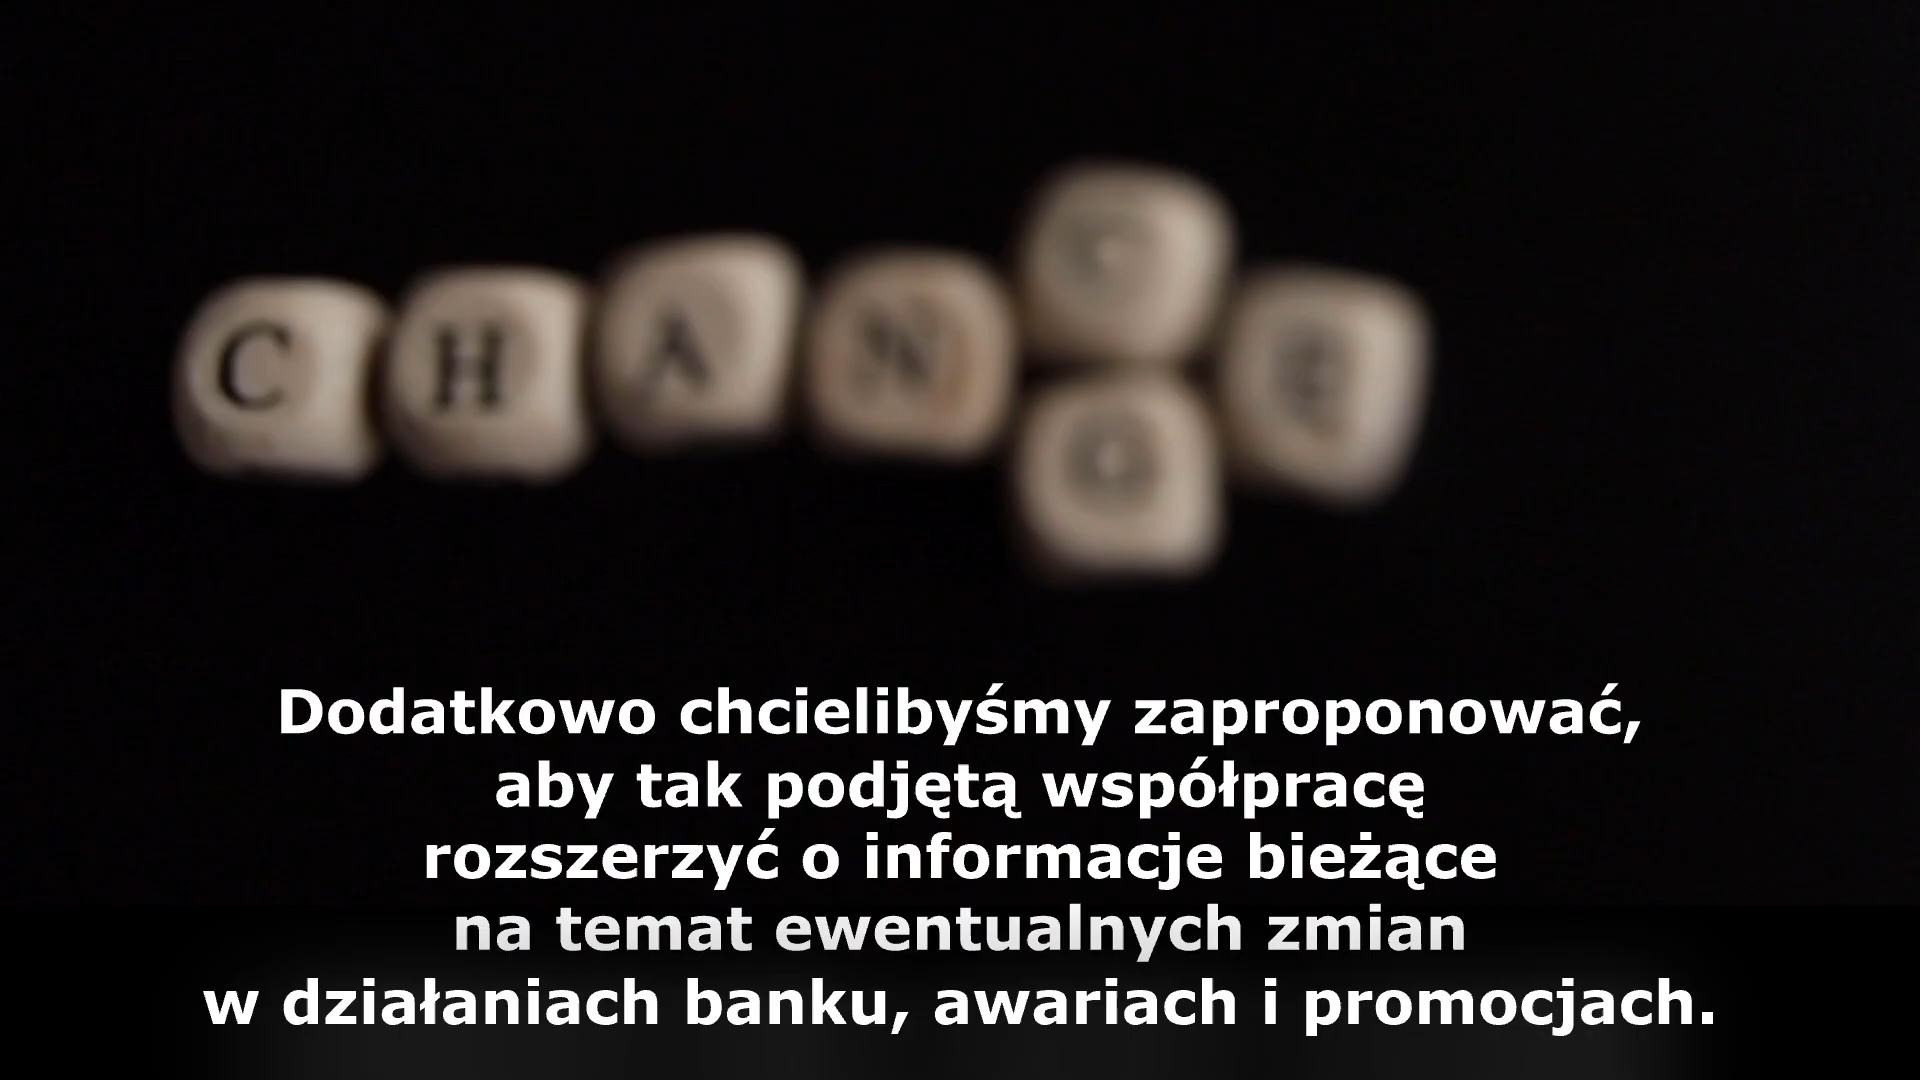 C H A N E
Dodatkowo chcielibyśmy zaproponować,
aby tak podjętą współpracę
rozszerzyć o informacje bieżące
na temat ewentualnych zmian
w działaniach banku, awariach i promocjach.